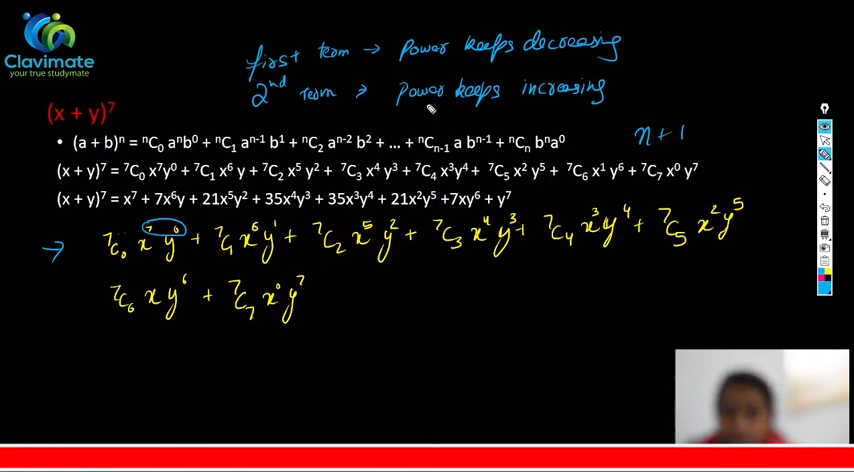 Clavimate
your true studymate
first term → Power keeps decreasing
2nd term → Power keeps increasing
(x + y)⁷
n + 1
• (a + b)ⁿ = ⁿC₀ aⁿb⁰ + ⁿC₁ aⁿ⁻¹ b¹ + ⁿC₂ aⁿ⁻² b² + ... + ⁿCₙ₋₁ a bⁿ⁻¹ + ⁿCₙ bⁿa⁰
(x + y)⁷ = ⁷C₀ x⁷y⁰ + ⁷C₁ x⁶ y + ⁷C₂ x⁵ y² + ⁷C₃ x⁴ y³ + ⁷C₄ x³y⁴ + ⁷C₅ x² y⁵ + ⁷C₆ x¹ y⁶ + ⁷C₇ x⁰ y⁷
(x + y)⁷ = x⁷ + 7x⁶y + 21x⁵y² + 35x⁴y³ + 35x³y⁴ + 21x²y⁵ +7xy⁶ + y⁷
→ ⁷C₀ x⁷ y⁰ + ⁷C₁ x⁶ y¹ + ⁷C₂ x⁵ y² + ⁷C₃ x⁴ y³ + ⁷C₄ x³ y⁴ + ⁷C₅ x² y⁵
⁷C₆ x y⁶ + ⁷C₇ x⁰ y⁷